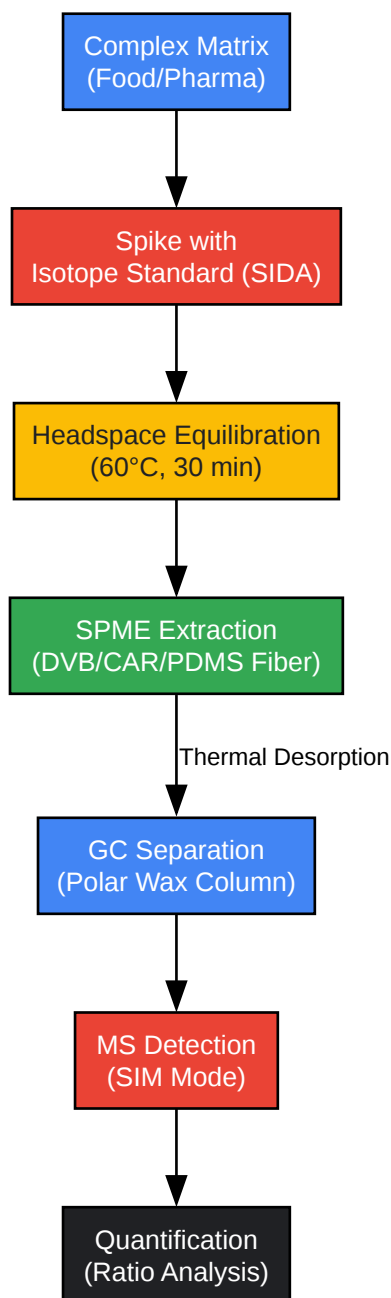 Complex Matrix
(Food/Pharma)
Spike with
Isotope Standard (SIDA)
Headspace Equilibration
(60°C, 30 min)
SPME Extraction
(DVB/CAR/PDMS Fiber)
Thermal Desorption
GC Separation
(Polar Wax Column)
MS Detection
(SIM Mode)
Quantification
(Ratio Analysis)